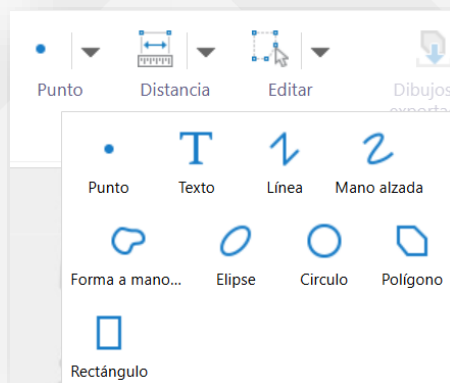 Punto Distancia Editar Dibujos
Punto Texto Línea Mano alzada
Forma a mano... Elipse Circulo Polígono
Rectángulo